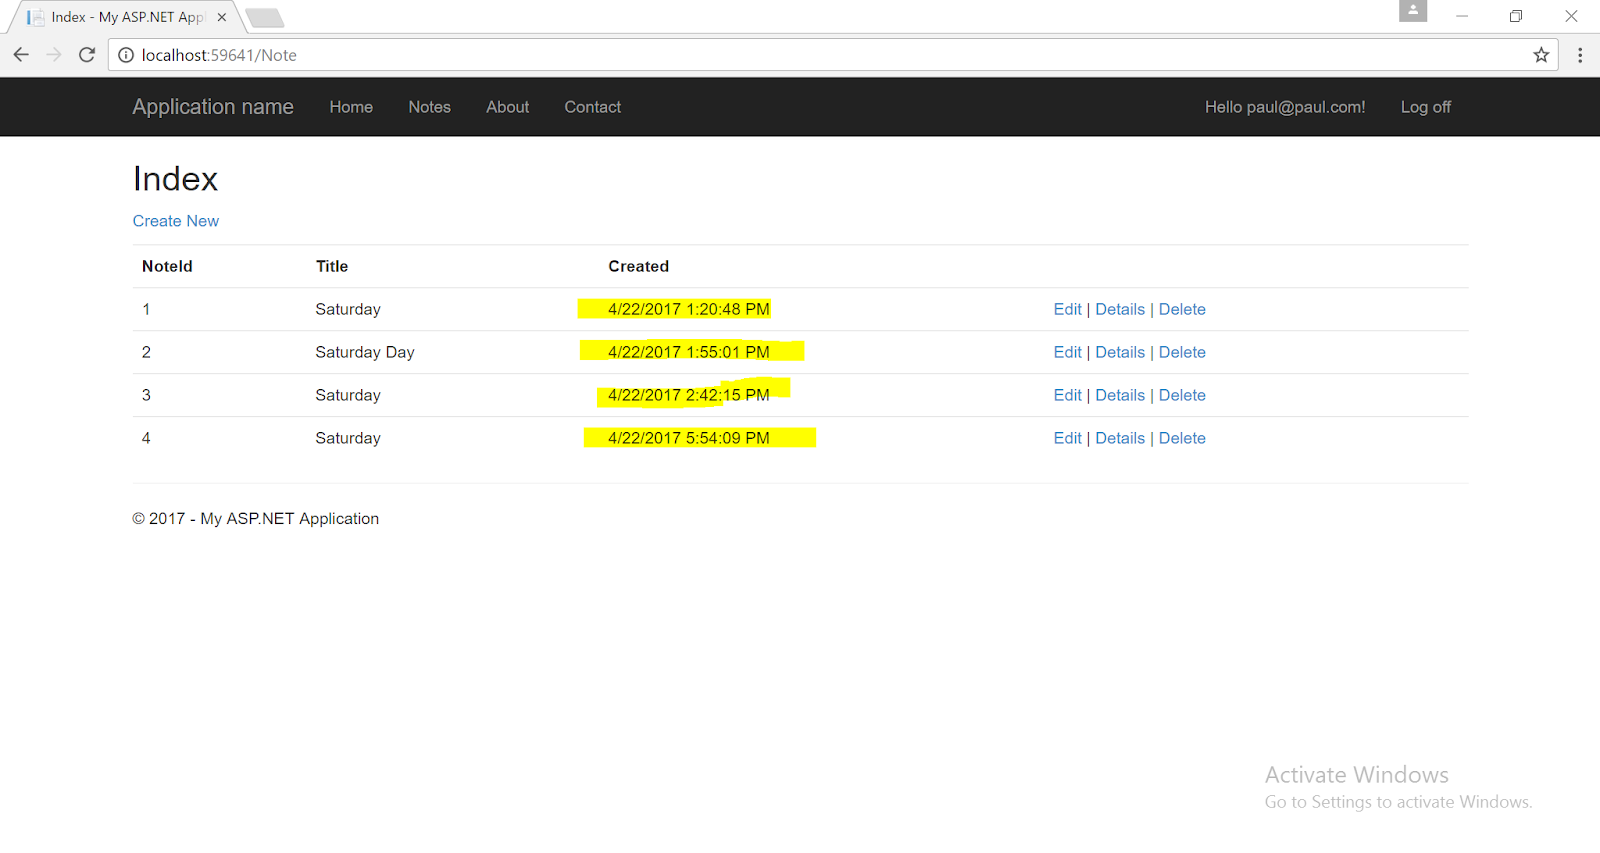 Index - My ASP.NET Appl
localhost:59641/Note
Application name Home Notes About Contact Hello paul@paul.com! Log off
Index
Create New
NoteId Title Created
1 Saturday 4/22/2017 1:20:48 PM Edit | Details | Delete
2 Saturday Day 4/22/2017 1:55:01 PM Edit | Details | Delete
3 Saturday 4/22/2017 2:42:15 PM Edit | Details | Delete
4 Saturday 4/22/2017 5:54:09 PM Edit | Details | Delete
© 2017 - My ASP.NET Application
Activate Windows
Go to Settings to activate Windows.